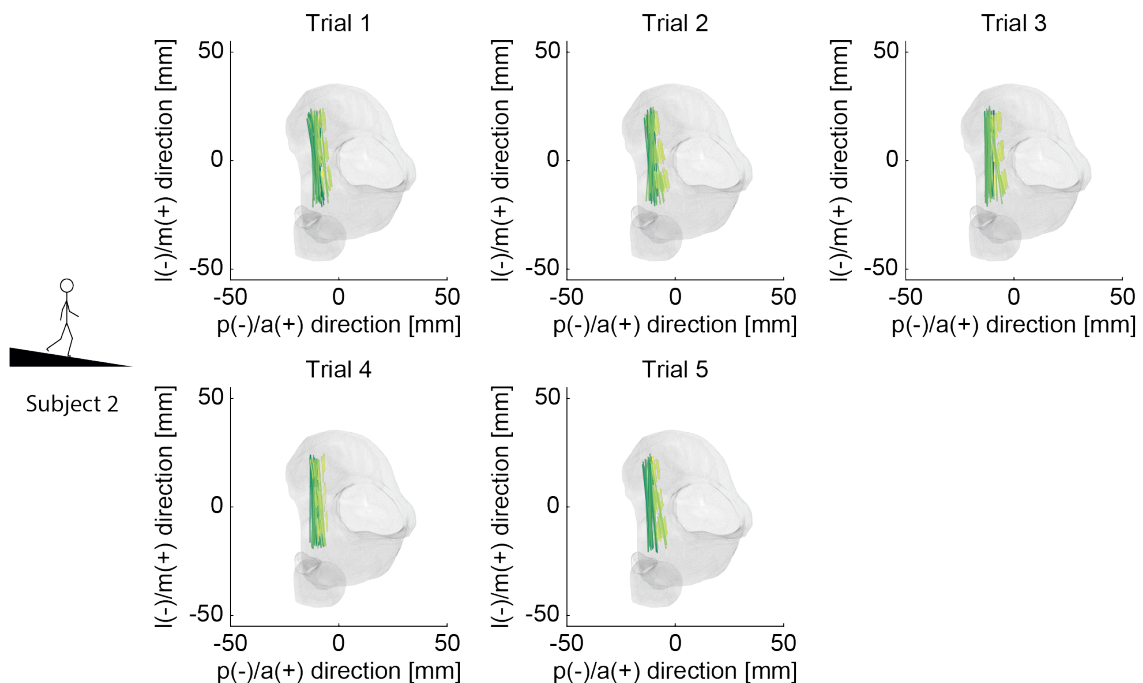 Trial 1
Trial 2
Trial 3
l(-)/m(+) direction [mm]
50
0
-50
l(-)/m(+) direction [mm]
50
0
-50
l(-)/m(+) direction [mm]
50
0
-50
-50
0
50
-50
0
50
-50
0
50
p(-)/a(+) direction [mm]
p(-)/a(+) direction [mm]
p(-)/a(+) direction [mm]
Subject 2
Trial 4
Trial 5
l(-)/m(+) direction [mm]
50
0
-50
l(-)/m(+) direction [mm]
50
0
-50
-50
0
50
-50
0
50
p(-)/a(+) direction [mm]
p(-)/a(+) direction [mm]